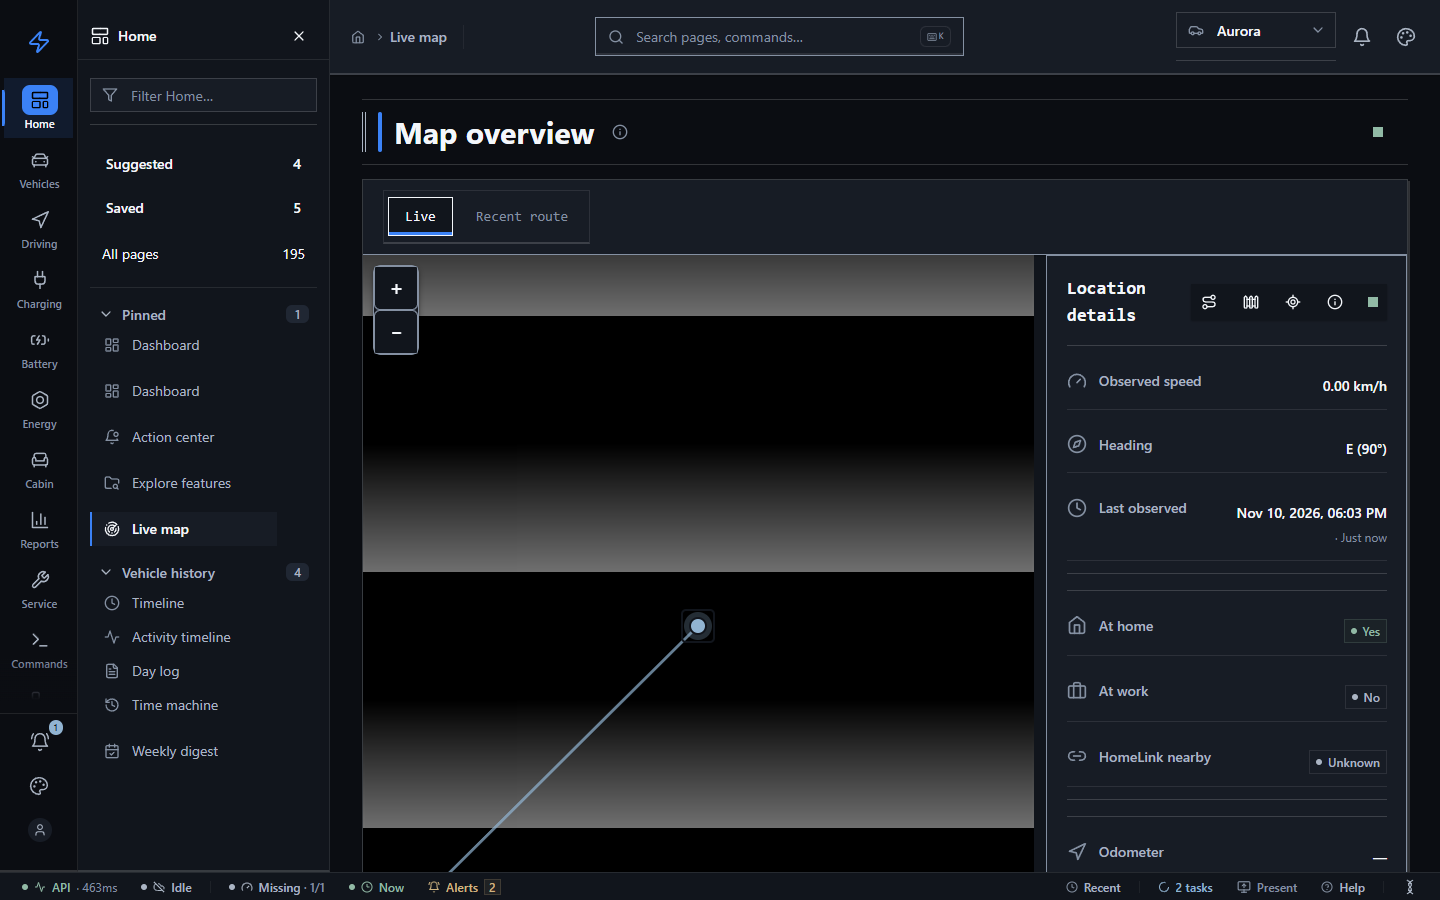 Home
Vehicles
Driving
Charging
Battery
Energy
Cabin
Reports
Service
Commands
1
Home
Filter Home...
Suggested 4
Saved 5
All pages 195
Pinned 1
Dashboard
Dashboard
Action center
Explore features
Live map
Vehicle history 4
Timeline
Activity timeline
Day log
Time machine
Weekly digest
Live map
Search pages, commands... K
Aurora
Map overview
Live Recent route
+
−
Location
details
Observed speed 0.00 km/h
Heading E (90°)
Last observed Nov 10, 2026, 06:03 PM
· Just now
At home Yes
At work No
HomeLink nearby Unknown
Odometer —
API · 463ms Idle Missing · 1/1 Now Alerts 2 Recent 2 tasks Present Help